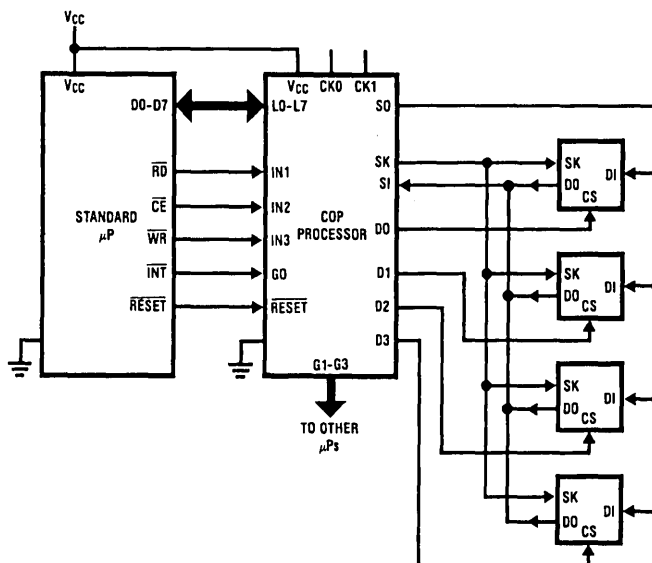 VCC
VCC
D0-D7
RD
CE
STANDARD
μP
WR
INT
RESET
VCC
CK0
CK1
L0-L7
SO
IN1
SK
SI
IN2
COP
PROCESSOR
IN3
D0
G0
D1
RESET
D2
D3
G1-G3
TO OTHER
μPs
SK
DI
DO
CS
SK
DI
DO
CS
SK
DI
DO
CS
SK
DI
DO
CS